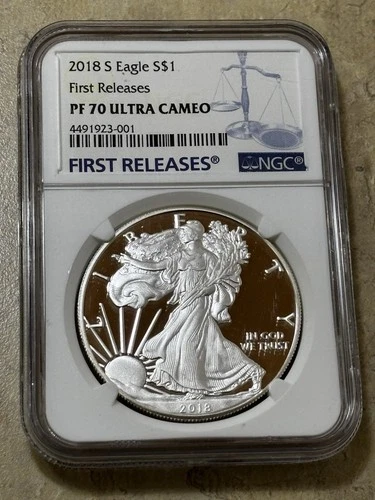 2018 S Eagle S$1
First Releases
PF 70 ULTRA CAMEO
4491923-001
FIRST RELEASES®
NGC®
LIBERTY
IN GOD
WE TRUST
2018